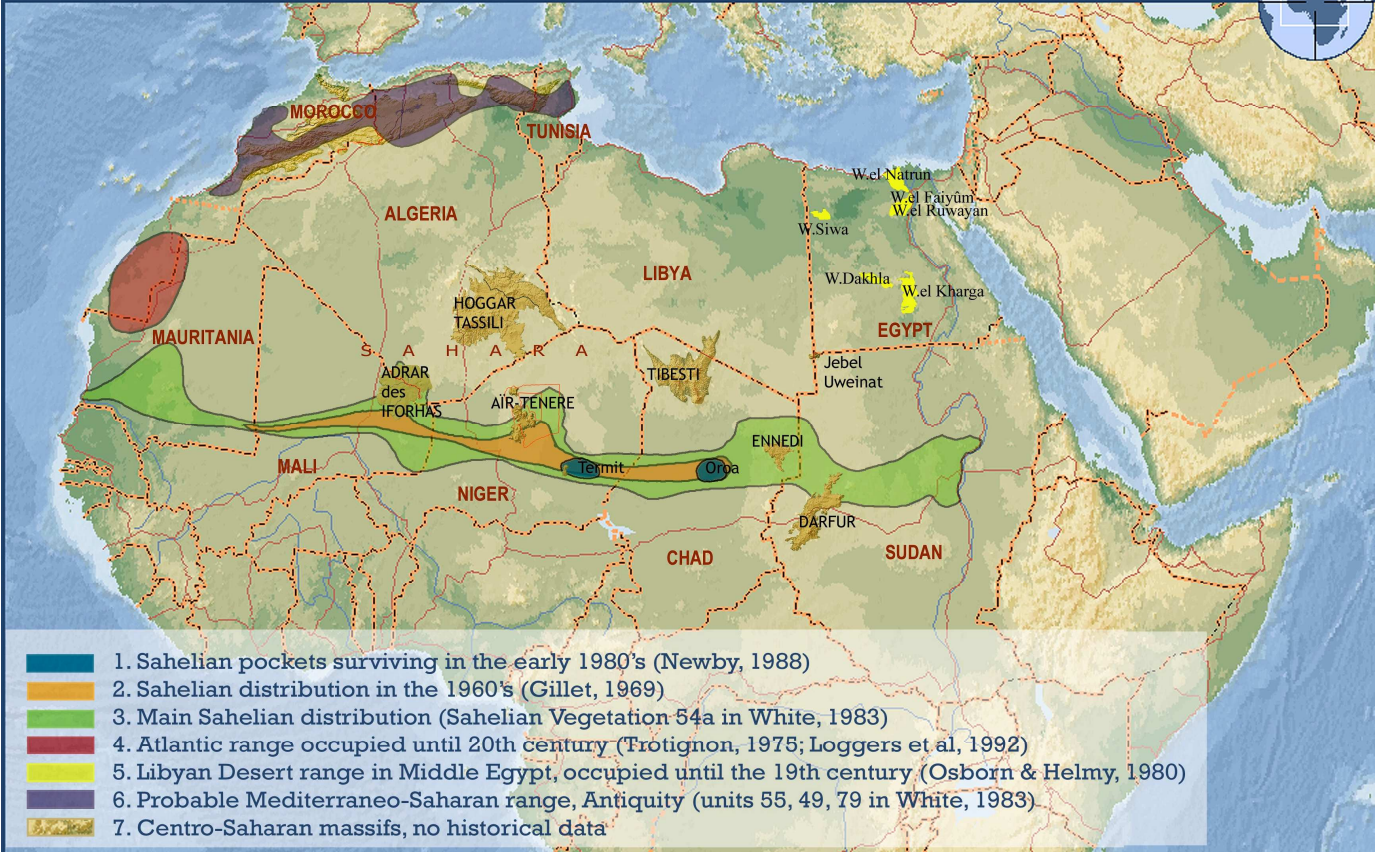 MOROCCO
TUNISIA
W.el Natrun
W.el Faiyûm
W.el Ruwayan
ALGERIA
W.Siwa
LIBYA
W.Dakhla
W.el Kharga
HOGGAR
TASSILI
EGYPT
MAURITANIA
S A H A R A
Jebel
Uweinat
ADRAR
des
IFORHAS
TIBESTI
AÏR-TÉNÉRÉ
ENNEDI
MALI
Termit
Oroa
NIGER
DARFUR
CHAD
SUDAN
1. Sahelian pockets surviving in the early 1980's (Newby, 1988)
2. Sahelian distribution in the 1960's (Gillet, 1969)
3. Main Sahelian distribution (Sahelian Vegetation 54a in White, 1983)
4. Atlantic range occupied until 20th century (Trotignon, 1975; Loggers et al, 1992)
5. Libyan Desert range in Middle Egypt, occupied until the 19th century (Osborn & Helmy, 1980)
6. Probable Mediterraneo-Saharan range, Antiquity (units 55, 49, 79 in White, 1983)
7. Centro-Saharan massifs, no historical data